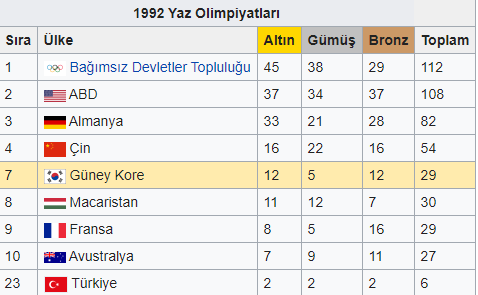 1992 Yaz Olimpiyatları
Sıra Ülke Altın Gümüş Bronz Toplam
1 Bağımsız Devletler Topluluğu 45 38 29 112
2 ABD 37 34 37 108
3 Almanya 33 21 28 82
4 Çin 16 22 16 54
7 Güney Kore 12 5 12 29
8 Macaristan 11 12 7 30
9 Fransa 8 5 16 29
10 Avustralya 7 9 11 27
23 Türkiye 2 2 2 6